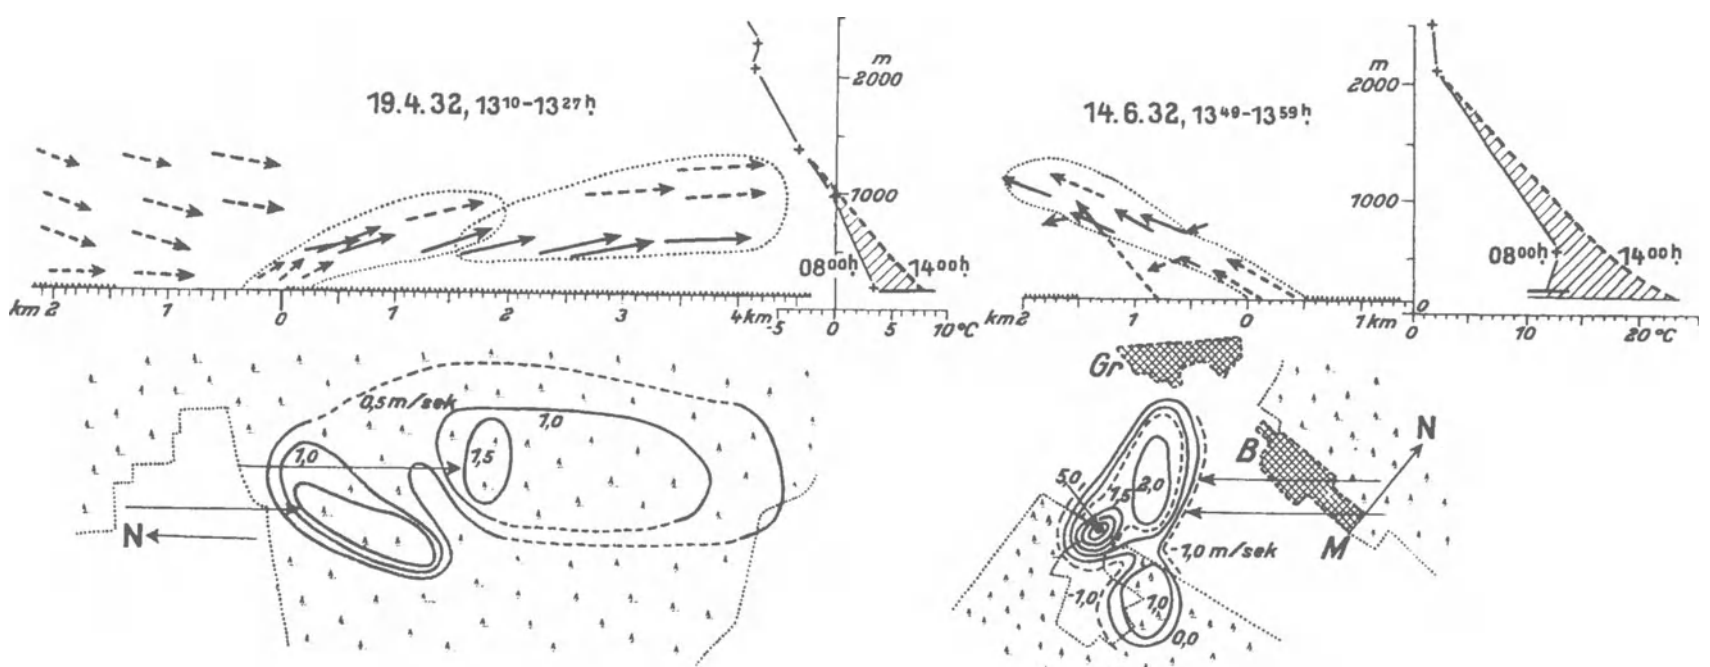 19.4.32, 13¹⁰-13²⁷ h.
m
2000
1000
08⁰⁰h.
14⁰⁰h.
km 2
1
0
1
2
3
4 km
-5
0
5
10 °C
0,5 m/sek
1,0
1,5
1,0
N
14.6.32, 13⁴⁹-13⁵⁹ h.
m
2000
1000
08⁰⁰h.
14⁰⁰h.
0
km 2
1
0
1 km
0
10
20 °C
Gr
N
B
5,0
1,5
2,0
M
-1,0 m/sek
-1,0
1,0
0,0